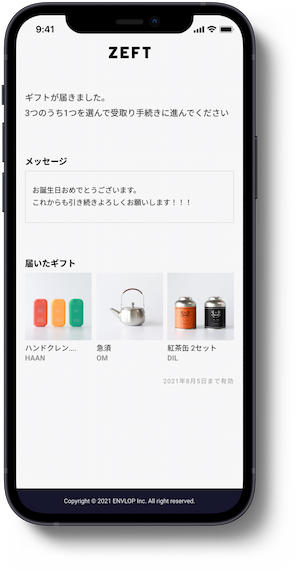 9:41
ZEFT
ギフトが届きました。
3つのうち1つを選んで受取り手続きに進んでください
メッセージ
お誕生日おめでとうございます。
これからも引き続きよろしくお願いします！！！
届いたギフト
ハンドクレン....
HAAN
急須
OM
紅茶缶 2セット
DIL
2021年8月5日まで有効
Copyright © 2021 ENVLOP Inc. All right reserved.